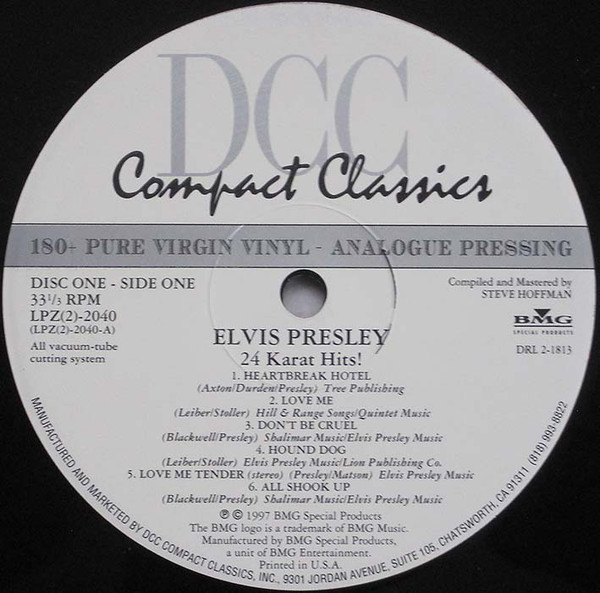 DCC
Compact Classics
180+ PURE VIRGIN VINYL - ANALOGUE PRESSING
DISC ONE - SIDE ONE
33 1/3 RPM
LPZ(2)-2040
(LPZ(2)-2040-A)
All vacuum-tube
cutting system
Compiled and Mastered by
STEVE HOFFMAN
BMG
SPECIAL PRODUCTS
DRL 2-1813
ELVIS PRESLEY
24 Karat Hits!
1. HEARTBREAK HOTEL
(Axton/Durden/Presley) Tree Publishing
2. LOVE ME
(Leiber/Stoller) Hill & Range Songs/Quintet Music
3. DON'T BE CRUEL
(Blackwell/Presley) Shalimar Music/Elvis Presley Music
4. HOUND DOG
(Leiber/Stoller) Elvis Presley Music/Lion Publishing Co.
5. LOVE ME TENDER (stereo) (Presley/Matson) Elvis Presley Music
6. ALL SHOOK UP
(Blackwell/Presley) Shalimar Music/Elvis Presley Music
℗ © 1997 BMG Special Products
The BMG logo is a trademark of BMG Music.
Manufactured by BMG Special Products,
a unit of BMG Entertainment.
Printed in U.S.A.
MANUFACTURED AND MARKETED BY DCC COMPACT CLASSICS, INC., 9301 JORDAN AVENUE, SUITE 105, CHATSWORTH, CA 91311 (818) 993-8822